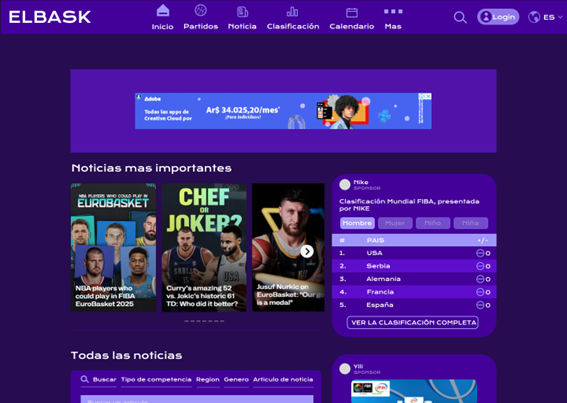 ELBASK
Inicio
Partidos
Noticia
Clasificación
Calendario
Mas
Login
ES
Adobe
Todas las apps de
Creative Cloud por
Ar$ 34.025,20/mes*
¡Para individuos!
Noticias mas importantes
NBA PLAYERS WHO COULD PLAY IN
EUROBASKET
NBA players who
could play in FIBA
EuroBasket 2025
CHEF
OR
JOKER?
Curry's amazing 52
vs. Jokic's historic 61
TD: Who did it better?
Jusuf Nurkic on
EuroBasket: "Our g
is a medal"
Nike
SPONSOR
Clasificación Mundial FIBA, presentada
por NIKE
Hombre Mujer Niño Niña
# PAIS +/-
1. USA 0
2. Serbia 0
3. Alemania 0
4. Francia 0
5. España 0
VER LA CLASIFICACIÓN COMPLETA
Todas las noticias
Buscar Tipo de competencia Region Genero Articulo de noticia
Yili
SPONSOR